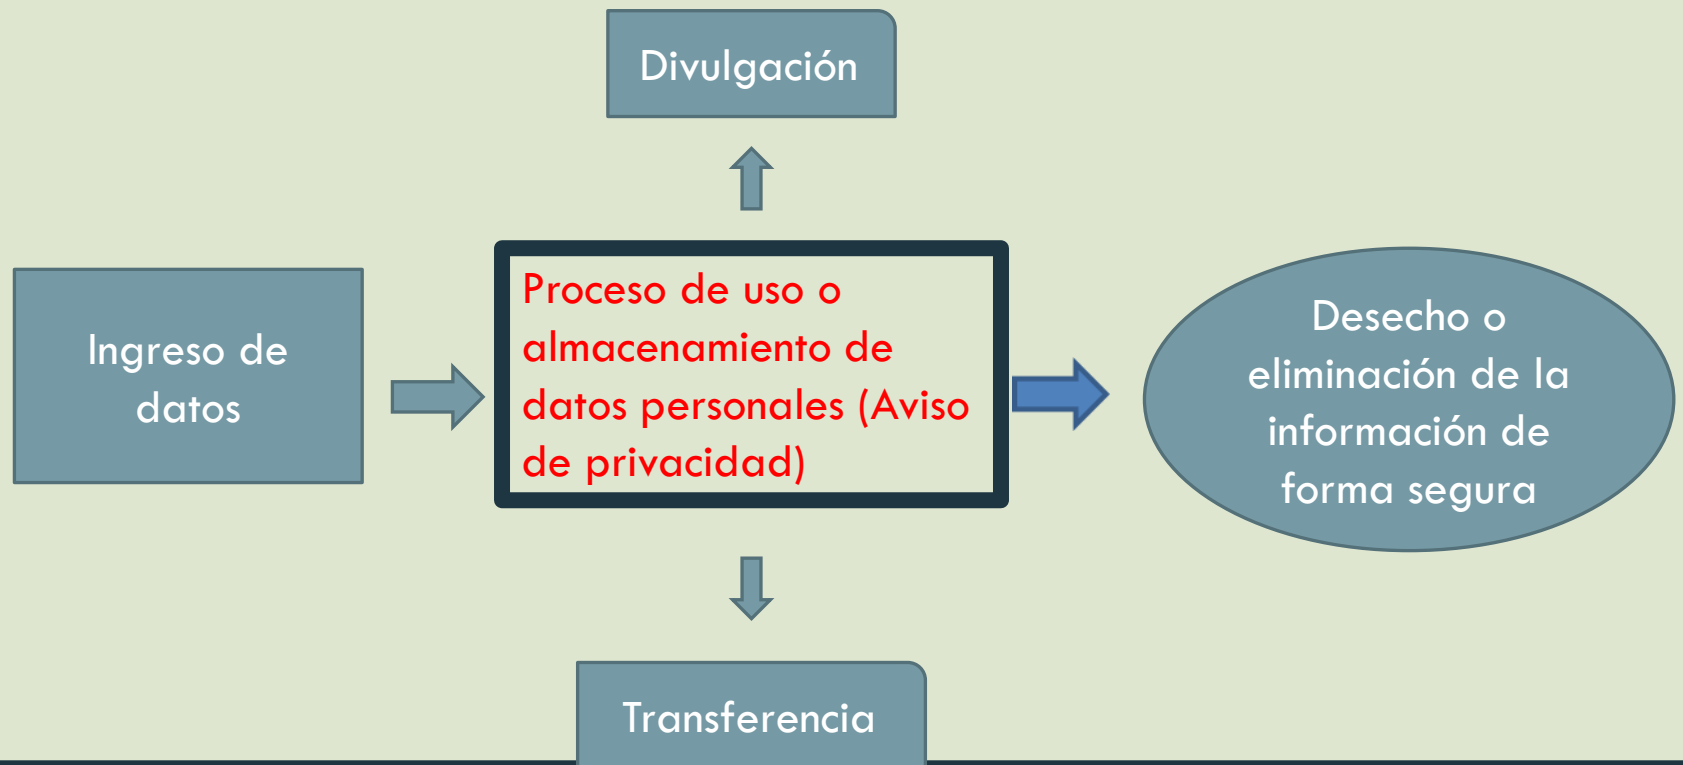 Divulgación
Ingreso de
datos
Proceso de uso o
almacenamiento de
datos personales (Aviso
de privacidad)
Desecho o
eliminación de la
información de
forma segura
Transferencia